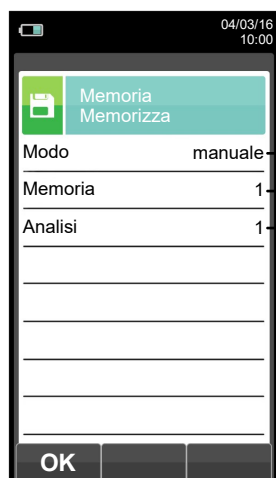 04/03/16
10:00
Memoria
Memorizza
Modo manuale
Memoria 1
Analisi 1
OK